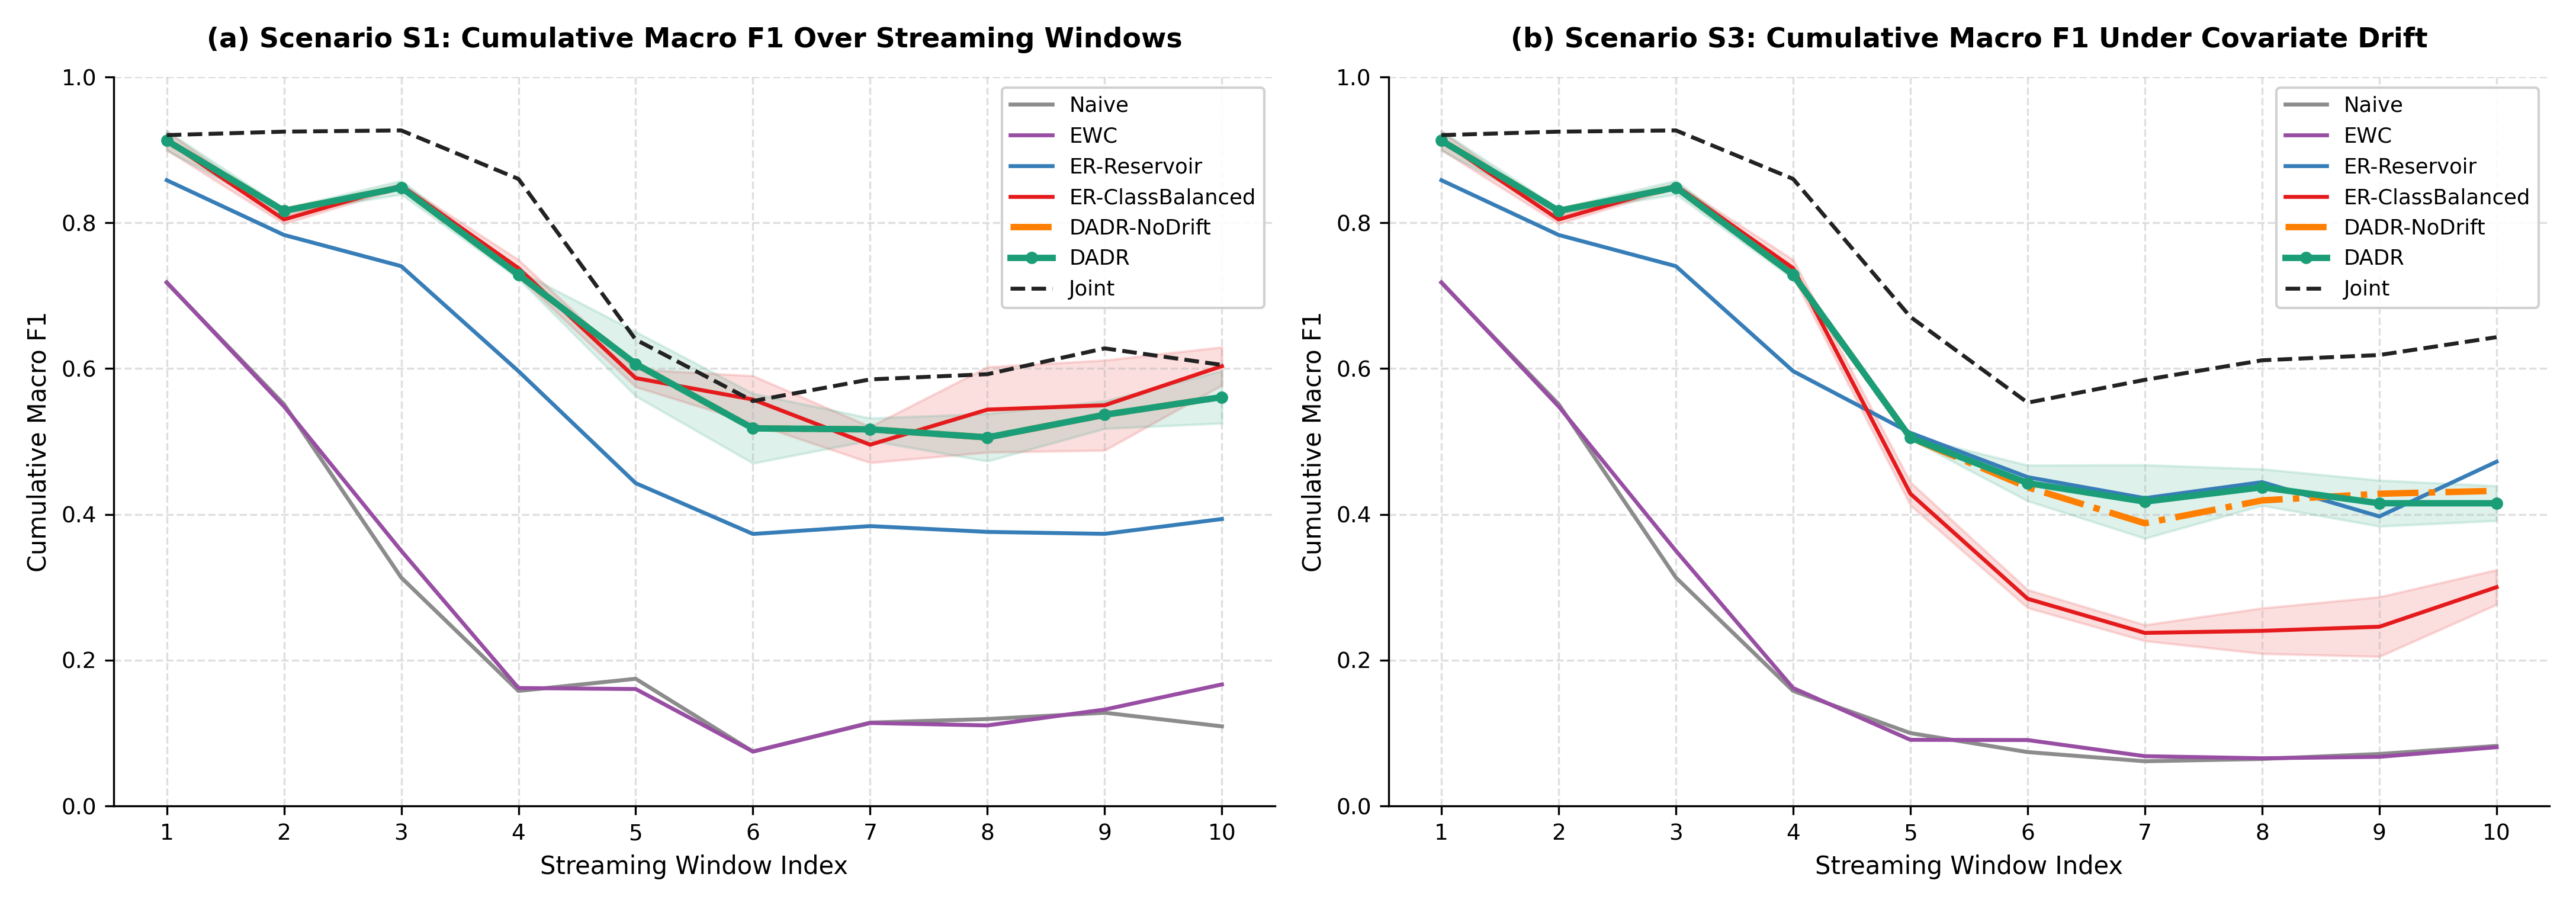 (a) Scenario S1: Cumulative Macro F1 Over Streaming Windows
Cumulative Macro F1
1.0
0.8
0.6
0.4
0.2
0.0
Naive
EWC
ER-Reservoir
ER-ClassBalanced
DADR-NoDrift
DADR
Joint
1 2 3 4 5 6 7 8 9 10
Streaming Window Index
(b) Scenario S3: Cumulative Macro F1 Under Covariate Drift
Cumulative Macro F1
1.0
0.8
0.6
0.4
0.2
0.0
Naive
EWC
ER-Reservoir
ER-ClassBalanced
DADR-NoDrift
DADR
Joint
1 2 3 4 5 6 7 8 9 10
Streaming Window Index